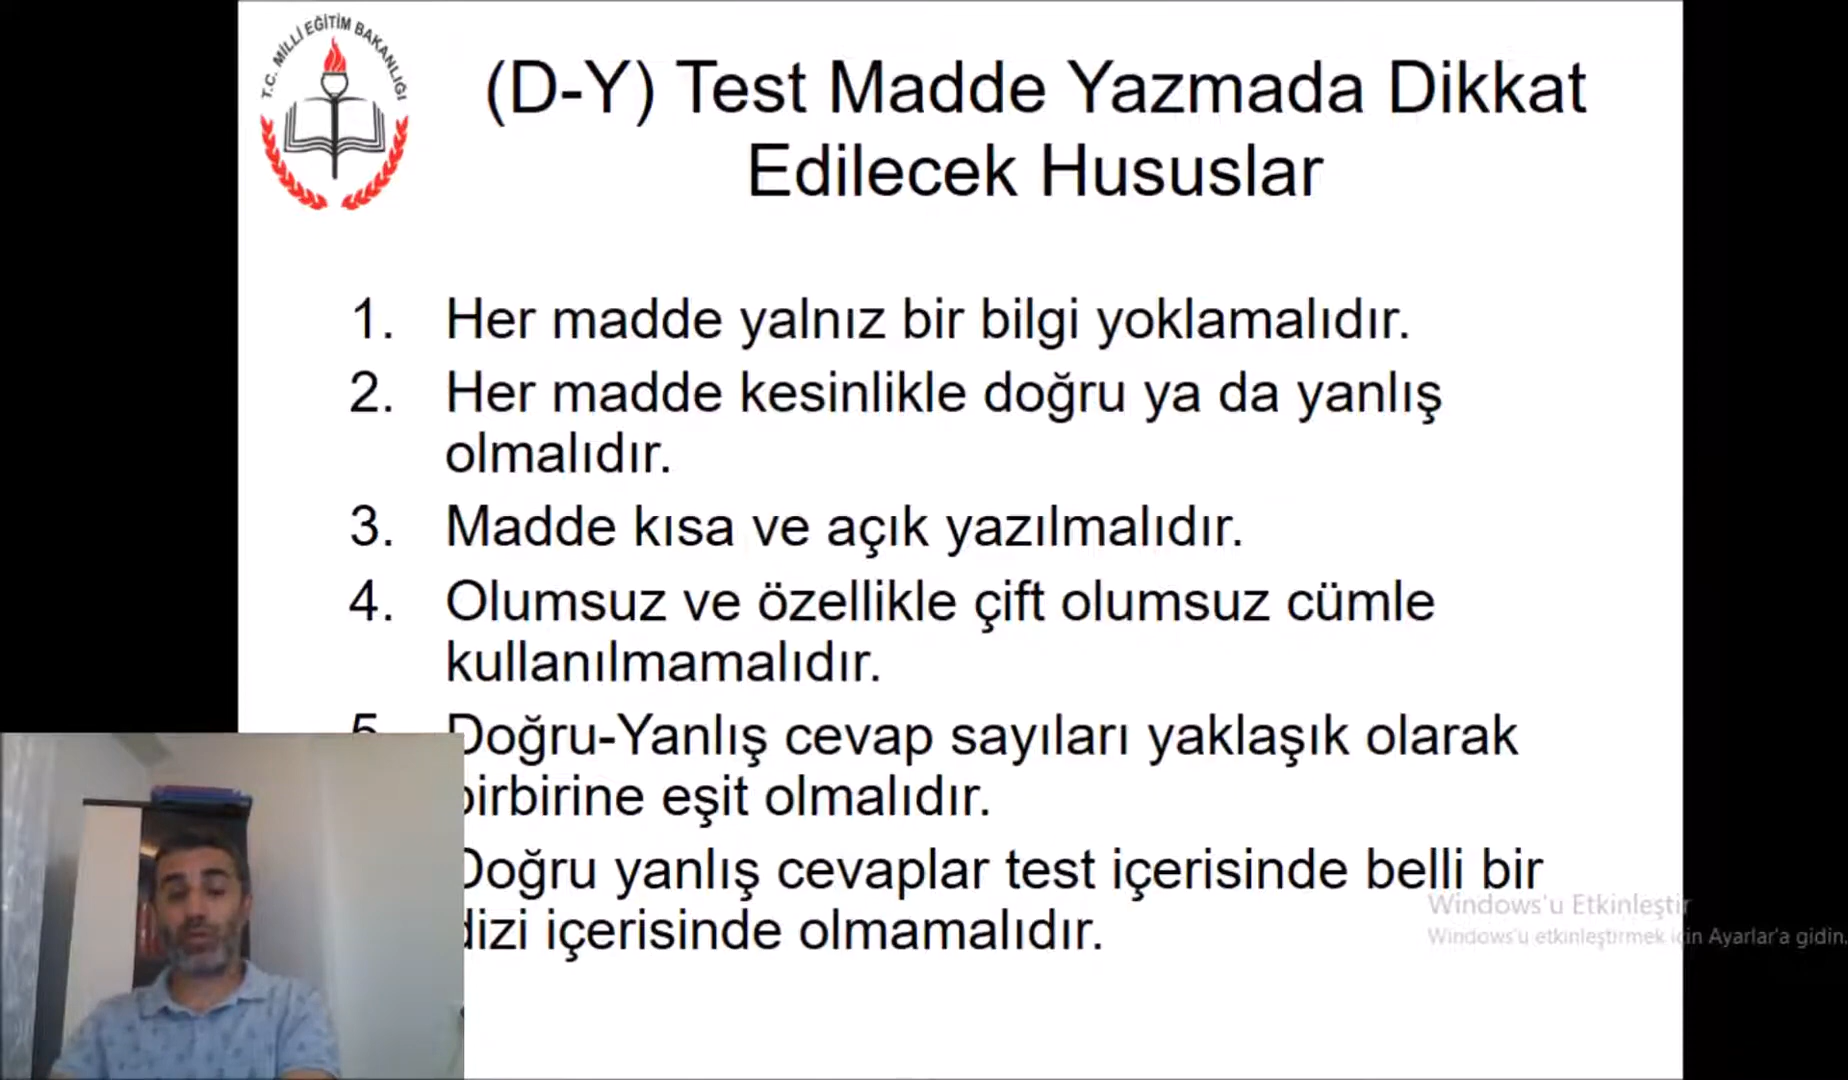 T.C. MİLLİ EĞİTİM BAKANLIĞI
(D-Y) Test Madde Yazmada Dikkat
Edilecek Hususlar
1. Her madde yalnız bir bilgi yoklamalıdır.
2. Her madde kesinlikle doğru ya da yanlış
olmalıdır.
3. Madde kısa ve açık yazılmalıdır.
4. Olumsuz ve özellikle çift olumsuz cümle
kullanılmamalıdır.
5. Doğru-Yanlış cevap sayıları yaklaşık olarak
birbirine eşit olmalıdır.
Doğru yanlış cevaplar test içerisinde belli bir
dizi içerisinde olmamalıdır.
Windows'u Etkinleştir
Windows'u etkinleştirmek için Ayarlar'a gidin.